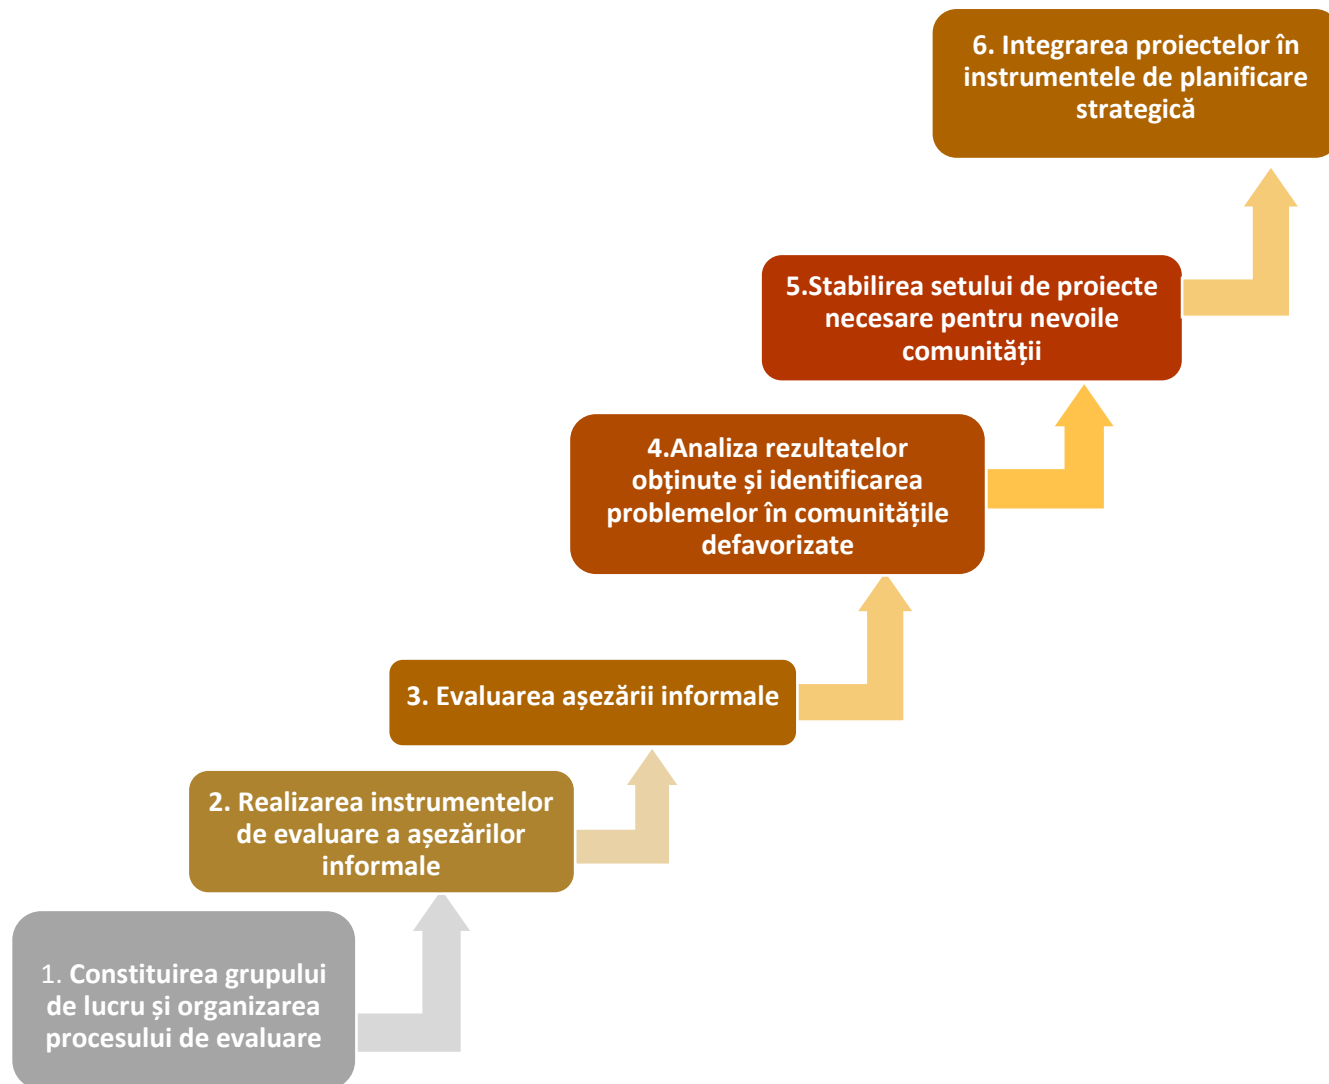 6. Integrarea proiectelor în
instrumentele de planificare
strategică
5.Stabilirea setului de proiecte
necesare pentru nevoile
comunității
4.Analiza rezultatelor
obținute și identificarea
problemelor în comunitățile
defavorizate
3. Evaluarea așezării informale
2. Realizarea instrumentelor
de evaluare a așezărilor
informale
1. Constituirea grupului
de lucru și organizarea
procesului de evaluare